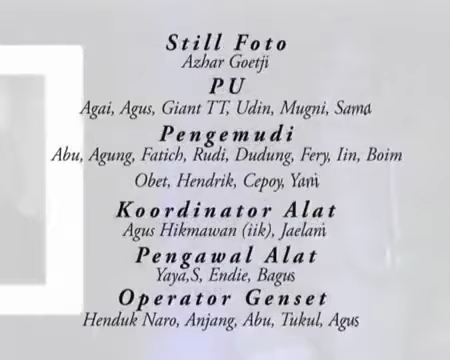 Still Foto
Azhar Goetji
PU
Agai, Agus, Giant TT, Udin, Mugni, Sama
Pengemudi
Abu, Agung, Fatich, Rudi, Dudung, Fery, Iin, Boim
Obet, Hendrik, Cepoy, Yani
Koordinator Alat
Agus Hikmawan (iik), Jaelani
Pengawal Alat
Yaya,S, Endie, Bagus
Operator Genset
Henduk Naro, Anjang, Abu, Tukul, Agus